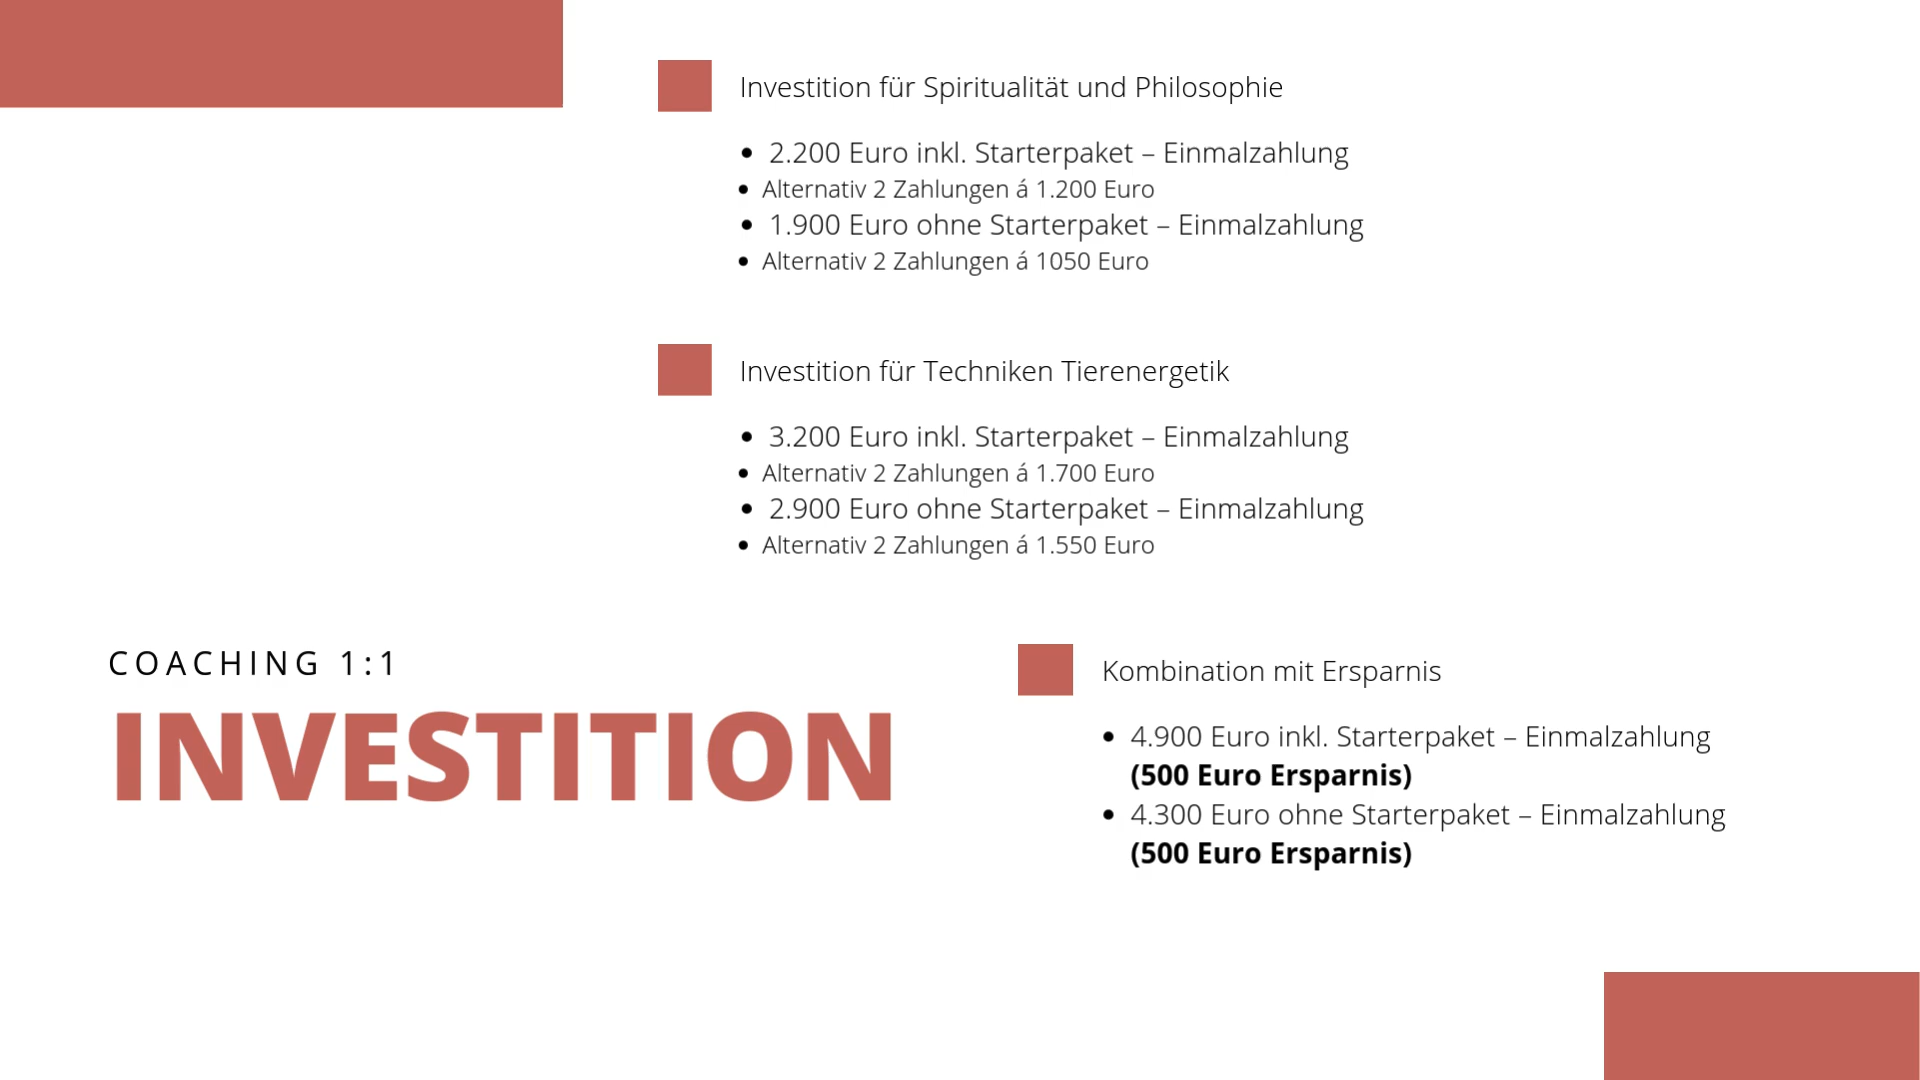 Investition für Spiritualität und Philosophie
2.200 Euro inkl. Starterpaket – Einmalzahlung
Alternativ 2 Zahlungen á 1.200 Euro
1.900 Euro ohne Starterpaket – Einmalzahlung
Alternativ 2 Zahlungen á 1050 Euro
Investition für Techniken Tierenergetik
3.200 Euro inkl. Starterpaket – Einmalzahlung
Alternativ 2 Zahlungen á 1.700 Euro
2.900 Euro ohne Starterpaket – Einmalzahlung
Alternativ 2 Zahlungen á 1.550 Euro
COACHING 1:1
INVESTITION
Kombination mit Ersparnis
4.900 Euro inkl. Starterpaket – Einmalzahlung
(500 Euro Ersparnis)
4.300 Euro ohne Starterpaket – Einmalzahlung
(500 Euro Ersparnis)